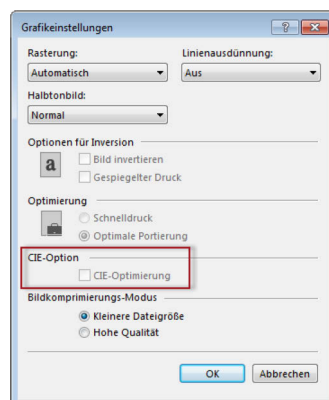 Grafikeinstellungen
Rasterung:
Linienausdünnung:
Automatisch
Aus
Halbtonbild:
Normal
Optionen für Inversion
a
Bild invertieren
Gespiegelter Druck
Optimierung
Schnelldruck
Optimale Portierung
CIE-Option
CIE-Optimierung
Bildkomprimierungs-Modus
Kleinere Dateigröße
Hohe Qualität
OK
Abbrechen